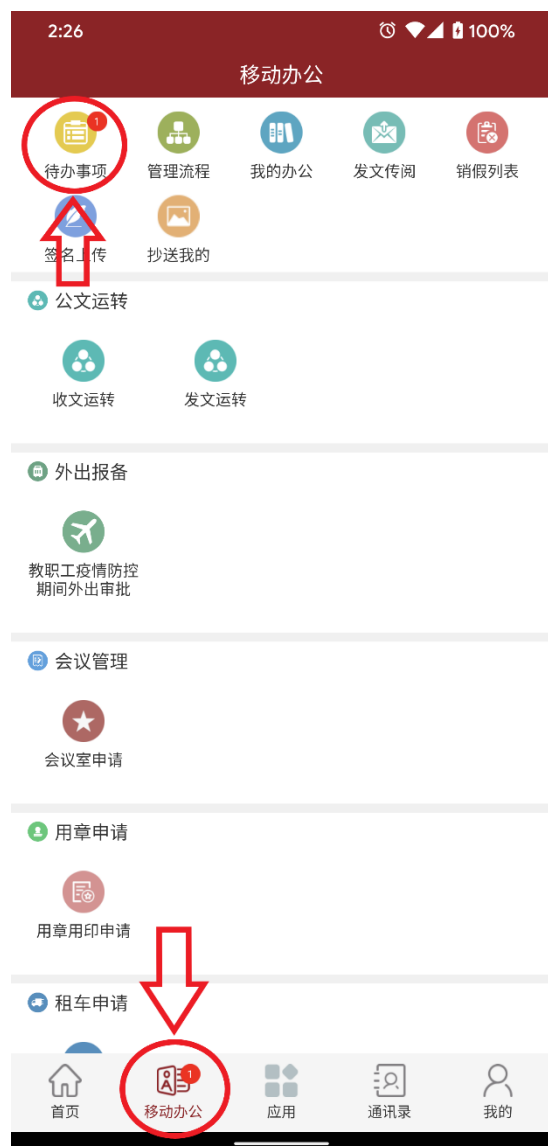 2:26
100%
移动办公
1
待办事项
管理流程
我的办公
发文传阅
销假列表
签名上传
抄送我的
公文运转
收文运转
发文运转
外出报备
教职工疫情防控
期间外出审批
会议管理
会议室申请
用章申请
用章用印申请
租车申请
OA
1
首页
移动办公
应用
通讯录
我的